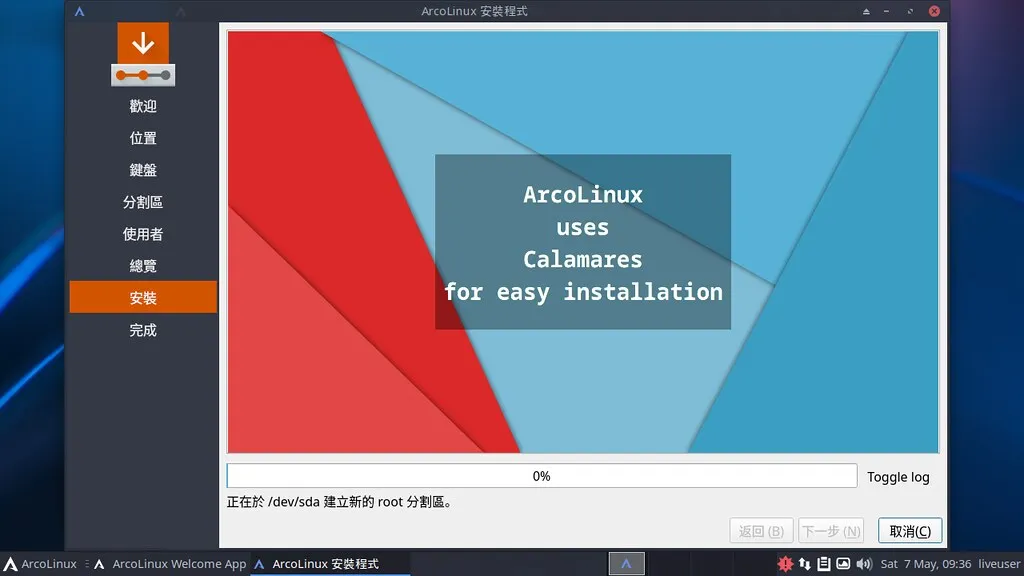 ArcoLinux 安裝程式
歡迎
位置
鍵盤
分割區
使用者
總覽
安裝
完成
ArcoLinux
uses
Calamares
for easy installation
0%
Toggle log
正在於 /dev/sda 建立新的 root 分割區。
返回 (B)
下一步 (N)
取消(C)
ArcoLinux
ArcoLinux Welcome App
ArcoLinux 安裝程式
Sat 7 May, 09:36
liveuser